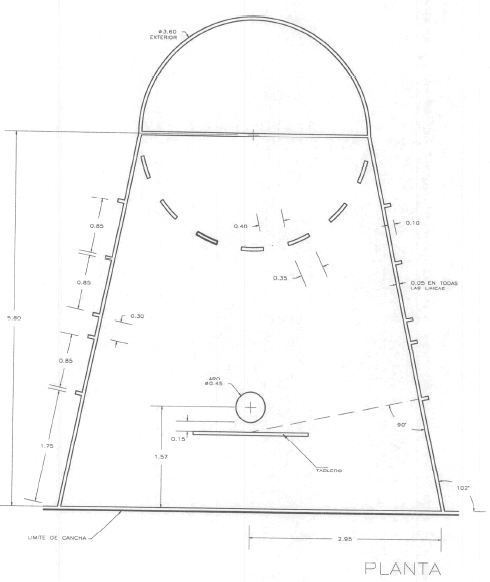 ø3,60
EXTERIOR
0.40
0.10
0.85
0.35
0.85
0.05 EN TODAS
LAS LINEAS
5.80
0.30
0.85
ARO
ø0.45
0.15
90°
1.75
1.57
TABLERO
102°
LIMITE DE CANCHA
2.95
PLANTA